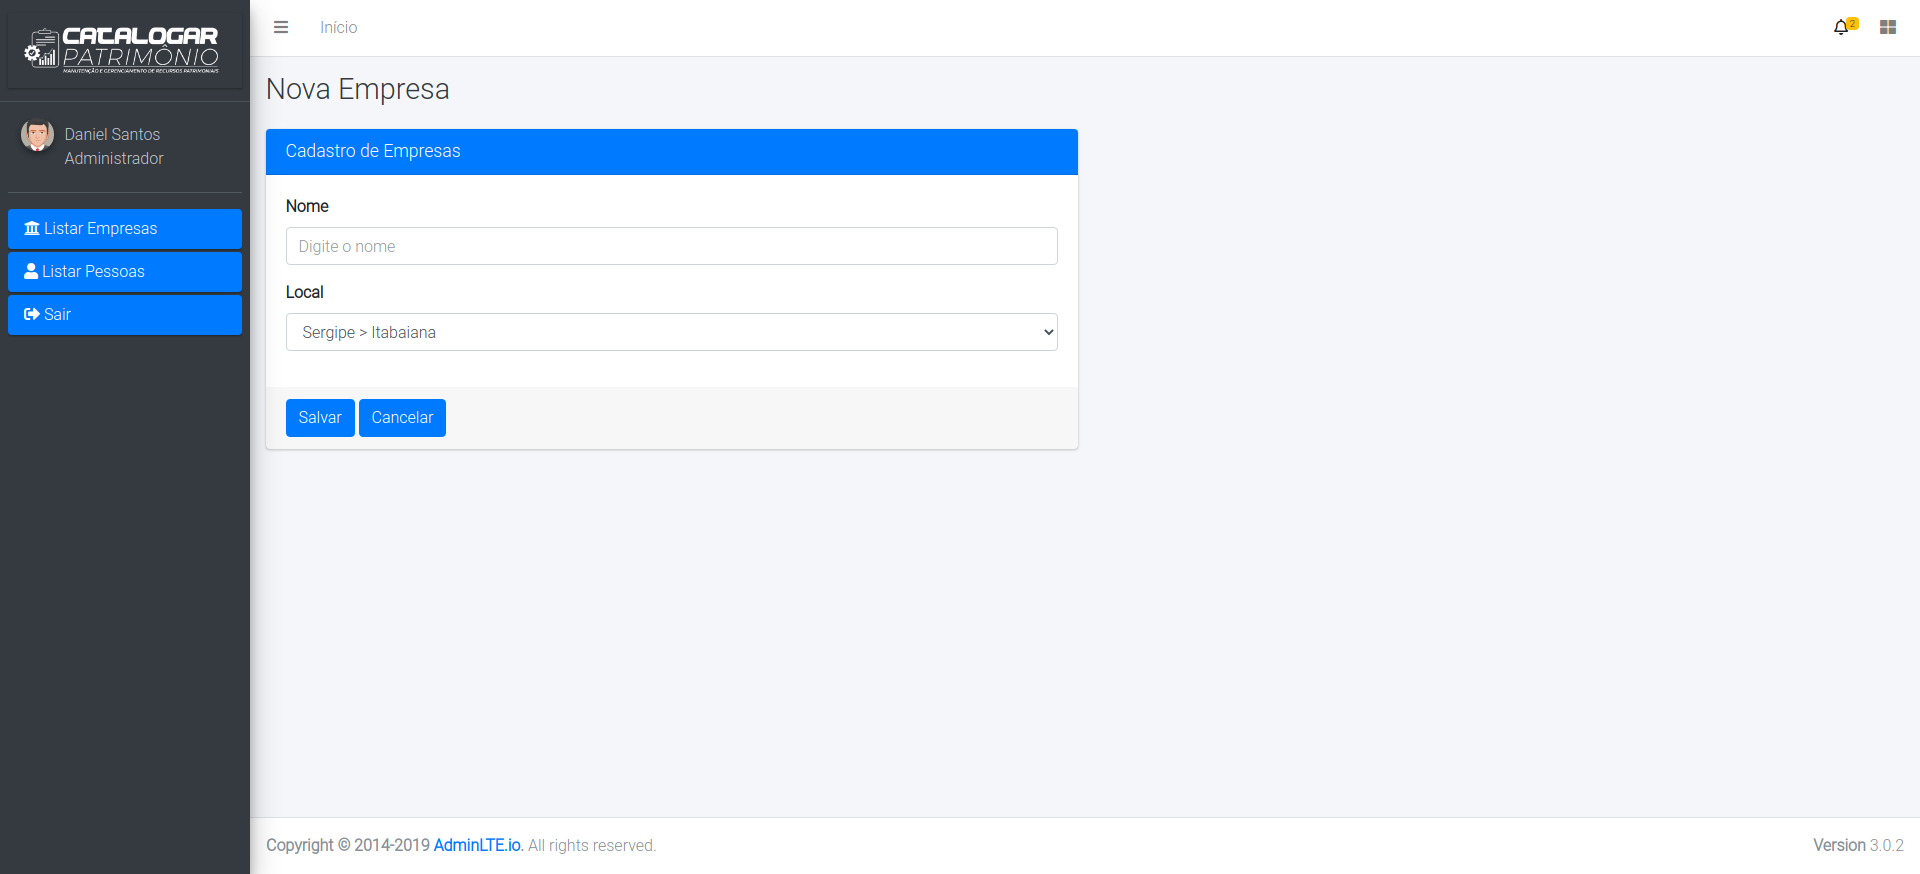 CATALOGAR
PATRIMÔNIO
MANUTENÇÃO E GERENCIAMENTO DE RECURSOS PATRIMONIAIS
Daniel Santos
Administrador
Listar Empresas
Listar Pessoas
Sair
Início
2
Nova Empresa
Cadastro de Empresas
Nome
Digite o nome
Local
Sergipe > Itabaiana
Salvar Cancelar
Copyright © 2014-2019 AdminLTE.io. All rights reserved.
Version 3.0.2